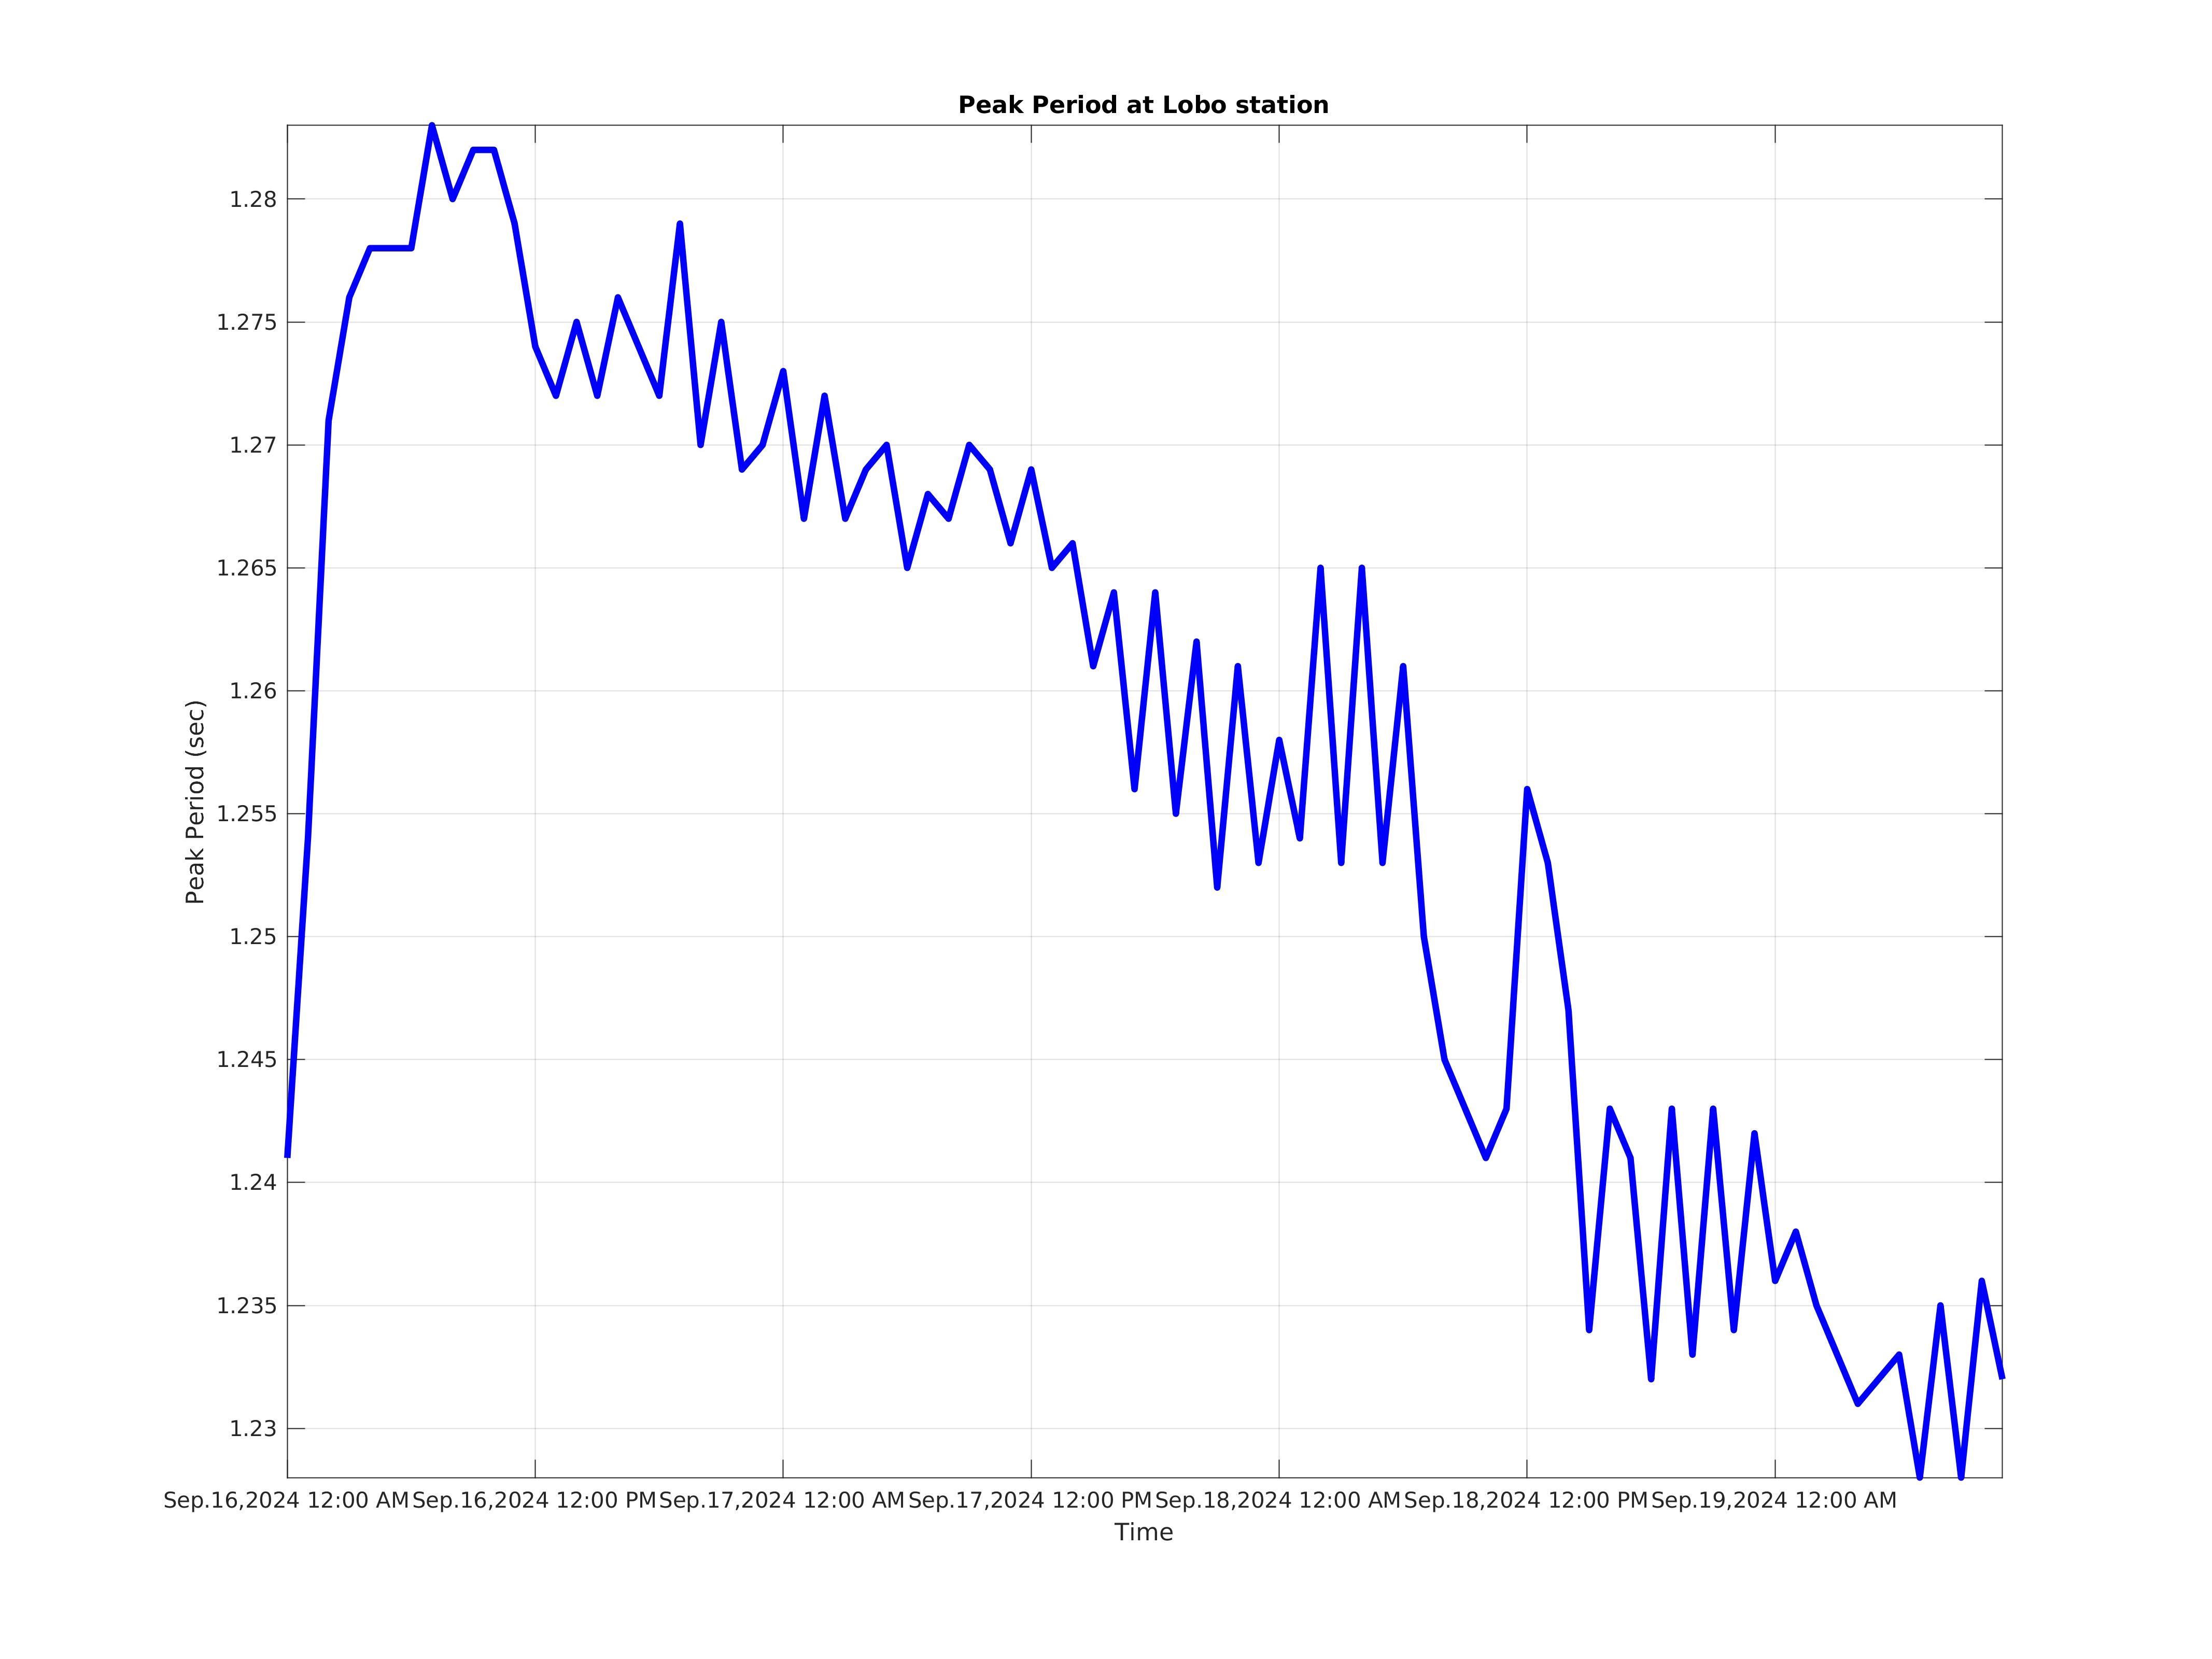 Peak Period at Lobo station
1.28
1.275
1.27
1.265
1.26
1.255
1.25
1.245
1.24
1.235
1.23
Peak Period (sec)
Sep.16,2024 12:00 AM Sep.16,2024 12:00 PM Sep.17,2024 12:00 AM Sep.17,2024 12:00 PM Sep.18,2024 12:00 AM Sep.18,2024 12:00 PM Sep.19,2024 12:00 AM
Time